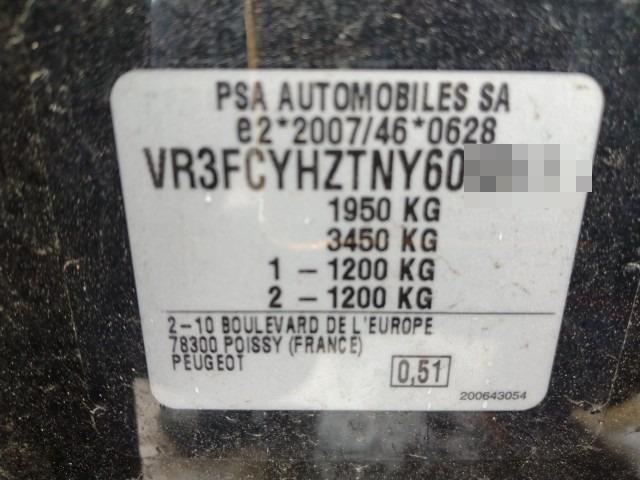 PSA AUTOMOBILES SA
e2*2007/46*0628
VR3FCYHZTNY60
1950 KG
3450 KG
1 - 1200 KG
2 - 1200 KG
2-10 BOULEVARD DE L'EUROPE
78300 POISSY (FRANCE)
PEUGEOT
0,51
200643054